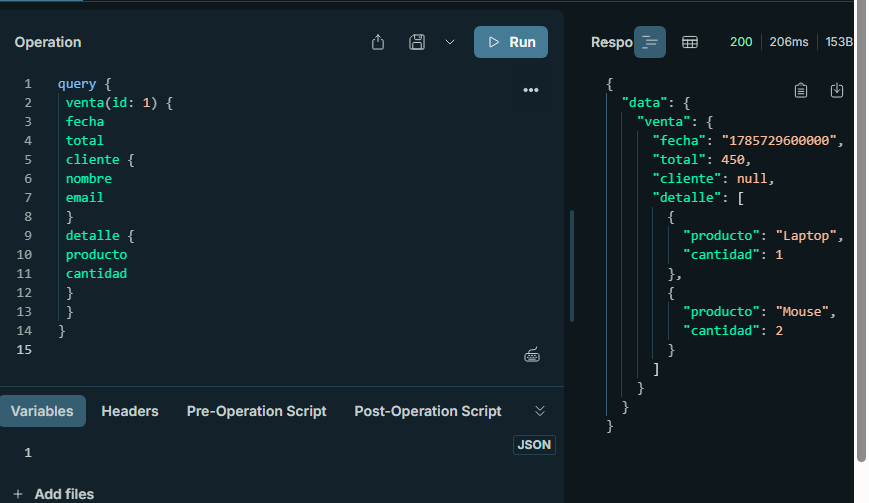 Operation
Run
1 query {
2 venta(id: 1) {
3 fecha
4 total
5 cliente {
6 nombre
7 email
8 }
9 detalle {
10 producto
11 cantidad
12 }
13 }
14 }
15
Variables Headers Pre-Operation Script Post-Operation Script
JSON
1
+ Add files
Respo 200 206ms 153B
{
"data": {
"venta": {
"fecha": "1785729600000",
"total": 450,
"cliente": null,
"detalle": [
{
"producto": "Laptop",
"cantidad": 1
},
{
"producto": "Mouse",
"cantidad": 2
}
]
}
}
}